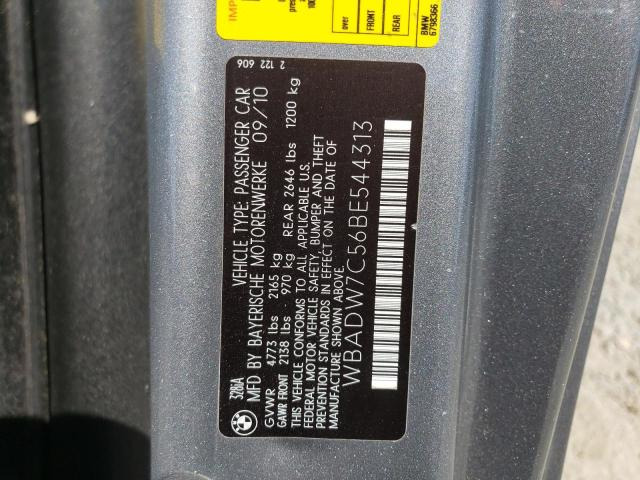 IMP
over
FRONT
REAR
BMW
6798366
2 122 606
328iA
VEHICLE TYPE: PASSENGER CAR
MFD BY BAYERISCHE MOTORENWERKE 09/10
GVWR 4773 lbs 2165 kg
GAWR FRONT 2138 lbs 970 kg REAR 2646 lbs 1200 kg
THIS VEHICLE CONFORMS TO ALL APPLICABLE U.S.
FEDERAL MOTOR VEHICLE SAFETY, BUMPER AND THEFT
PREVENTION STANDARDS IN EFFECT ON THE DATE OF
MANUFACTURE SHOWN ABOVE.
WBADW7C56BE544313